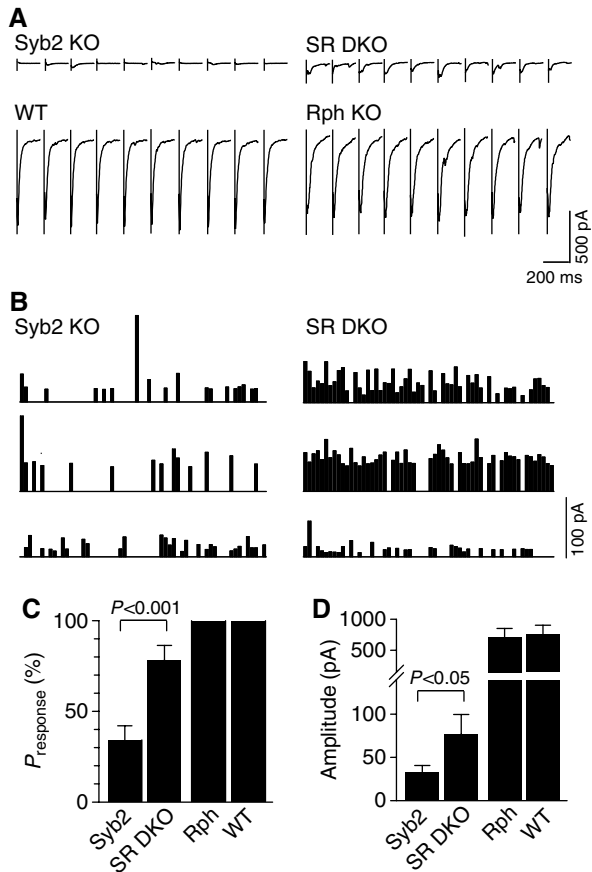 A
Syb2 KO
SR DKO
WT
Rph KO
500 pA
200 ms
B
Syb2 KO
SR DKO
100 pA
C
P<0.001
100
50
0
Presponse (%)
Syb2
SR DKO
Rph
WT
D
1000
500
P<0.05
100
50
0
Amplitude (pA)
Syb2
SR DKO
Rph
WT